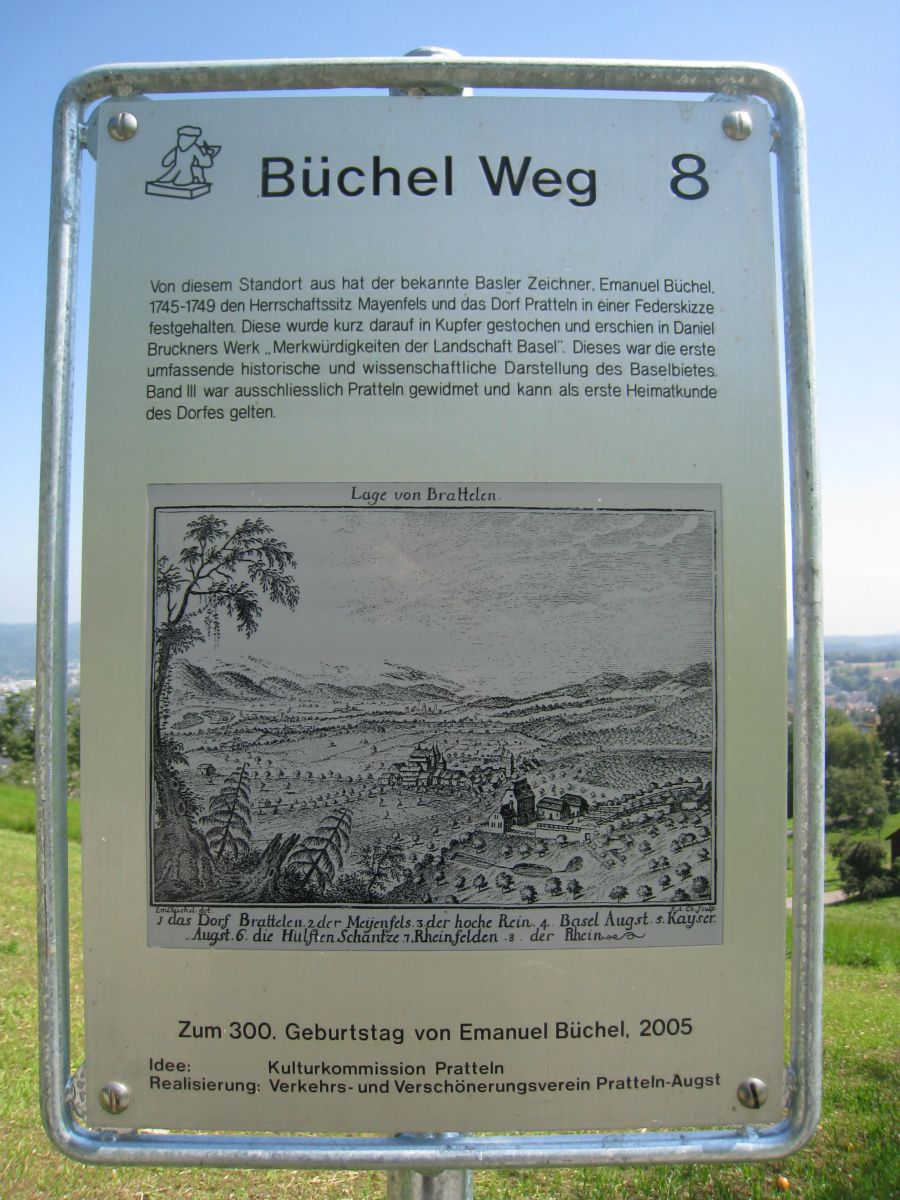 Büchel Weg 8
Von diesem Standort aus hat der bekannte Basler Zeichner, Emanuel Büchel,
1745-1749 den Herrschaftssitz Mayenfels und das Dorf Pratteln in einer Federskizze
festgehalten. Diese wurde kurz darauf in Kupfer gestochen und erschien in Daniel
Bruckners Werk „Merkwürdigkeiten der Landschaft Basel". Dieses war die erste
umfassende historische und wissenschaftliche Darstellung des Baselbietes.
Band III war ausschliesslich Pratteln gewidmet und kann als erste Heimatkunde
des Dorfes gelten.
Lage von Brattelen.
Em. Büchel. del.
1 das Dorf Brattelen. 2 der Meijenfels. 3 der hoche Rein. 4. Basel Augst. 5. Kayser.
Augst. 6. die Hülften Schantze 7. Rheinfelden . 8. der Rhein
Zum 300. Geburtstag von Emanuel Büchel, 2005
Idee: Kulturkommission Pratteln
Realisierung: Verkehrs- und Verschönerungsverein Pratteln-Augst